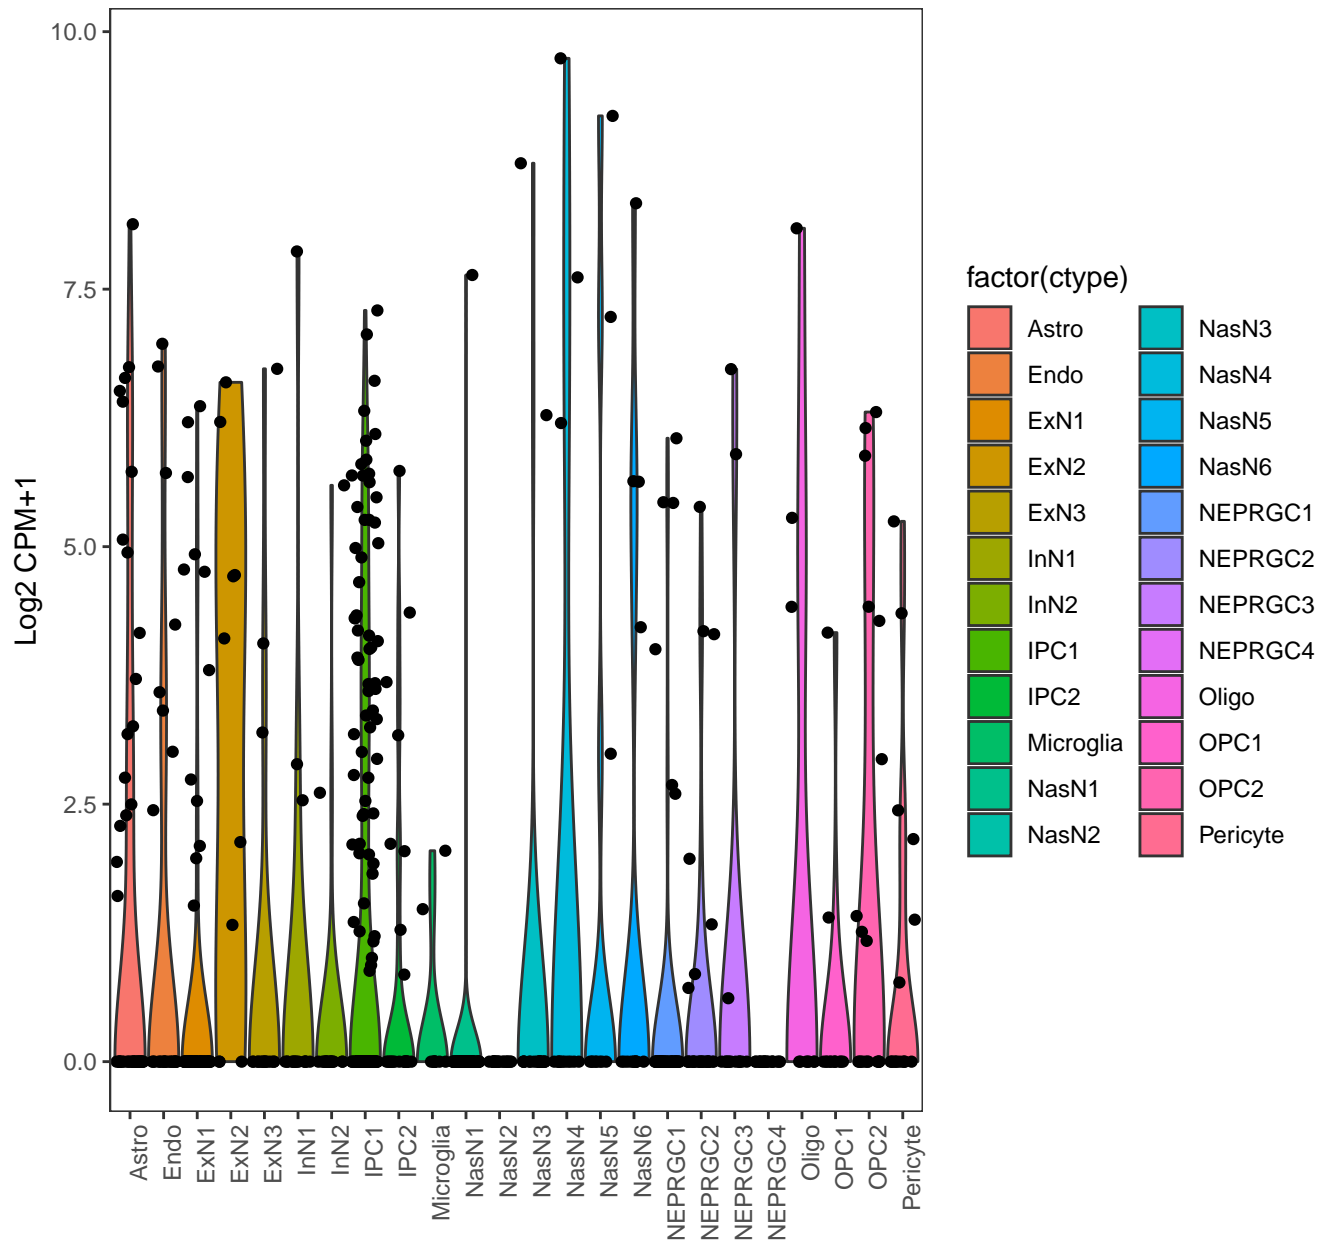 10.0
7.5
5.0
2.5
0.0
Log2 CPM+1
Astro
Endo
ExN1
ExN2
ExN3
InN1
InN2
IPC1
IPC2
Microglia
NasN1
NasN2
NasN3
NasN4
NasN5
NasN6
NEPRGC1
NEPRGC2
NEPRGC3
NEPRGC4
Oligo
OPC1
OPC2
Pericyte
factor(ctype)
Astro
Endo
ExN1
ExN2
ExN3
InN1
InN2
IPC1
IPC2
Microglia
NasN1
NasN2
NasN3
NasN4
NasN5
NasN6
NEPRGC1
NEPRGC2
NEPRGC3
NEPRGC4
Oligo
OPC1
OPC2
Pericyte